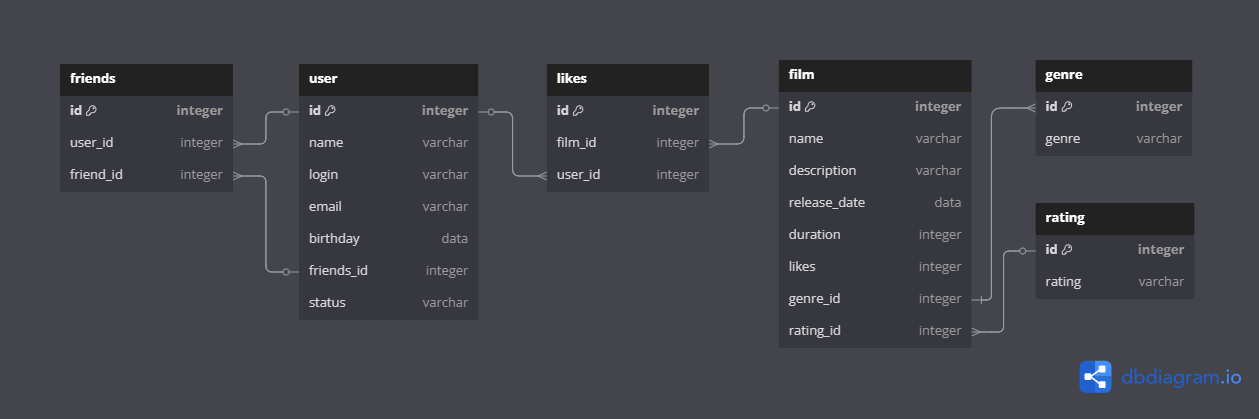 friends
id integer
user_id integer
friend_id integer
user
id integer
name varchar
login varchar
email varchar
birthday data
friends_id integer
status varchar
likes
id integer
film_id integer
user_id integer
film
id integer
name varchar
description varchar
release_date data
duration integer
likes integer
genre_id integer
rating_id integer
genre
id integer
genre varchar
rating
id integer
rating varchar
dbdiagram.io